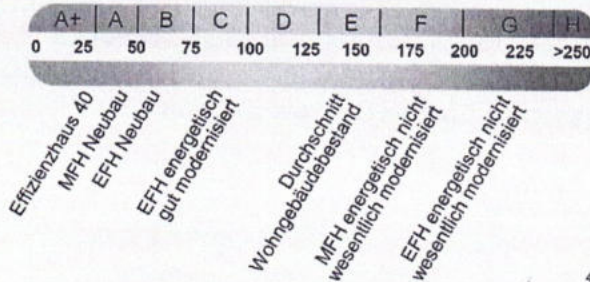 A+ A B C D E F G H
0 25 50 75 100 125 150 175 200 225 >250
Effizienzhaus 40
MFH Neubau
EFH Neubau
EFH energetisch
gut modernisiert
Durchschnitt
Wohngebäudebestand
MFH energetisch nicht
wesentlich modernisiert
EFH energetisch nicht
wesentlich modernisiert